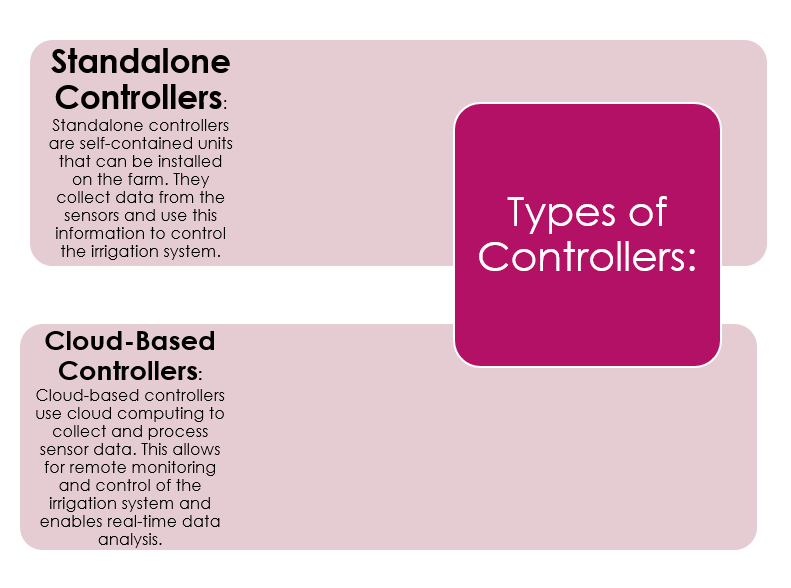 Standalone
Controllers:
Standalone controllers
are self-contained units
that can be installed
on the farm. They
collect data from the
sensors and use this
information to control
the irrigation system.
Types of
Controllers:
Cloud-Based
Controllers:
Cloud-based controllers
use cloud computing to
collect and process
sensor data. This allows
for remote monitoring
and control of the
irrigation system and
enables real-time data
analysis.